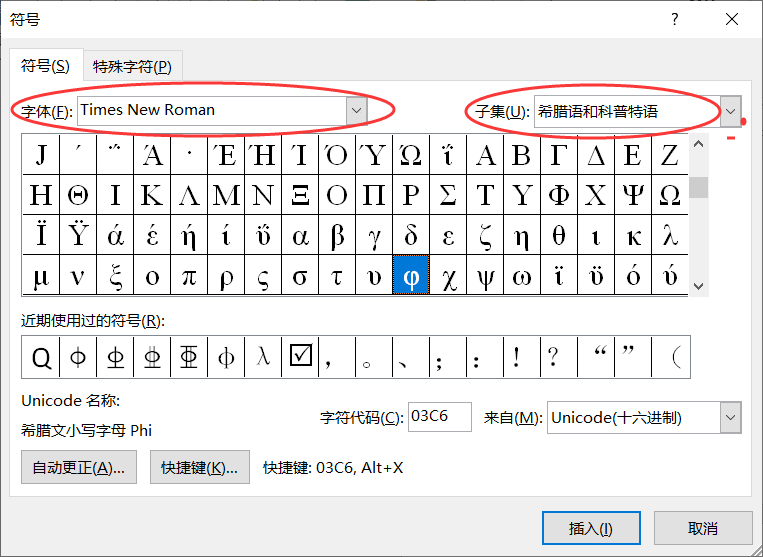 符号
符号(S) 特殊字符(P)
字体(F): Times New Roman 子集(U): 希腊语和科普特语
Ϳ ΄ ΅ Ά · Έ Ή Ί Ό Ύ Ώ ΐ Α Β Γ Δ Ε Ζ
Η Θ Ι Κ Λ Μ Ν Ξ Ο Π Ρ Σ Τ Υ Φ Χ Ψ Ω
Ϊ Ϋ ά έ ή ί ΰ α β γ δ ε ζ η θ ι κ λ
μ ν ξ ο π ρ ς σ τ υ φ χ ψ ω ϊ ϋ ό ύ
近期使用过的符号(R):
Q ☑ , 。 、 ; : ! ? “ ” (
Unicode 名称:
希腊文小写字母 Phi
字符代码(C): 03C6 来自(M): Unicode(十六进制)
自动更正(A)... 快捷键(K)... 快捷键: 03C6, Alt+X
插入(I) 取消